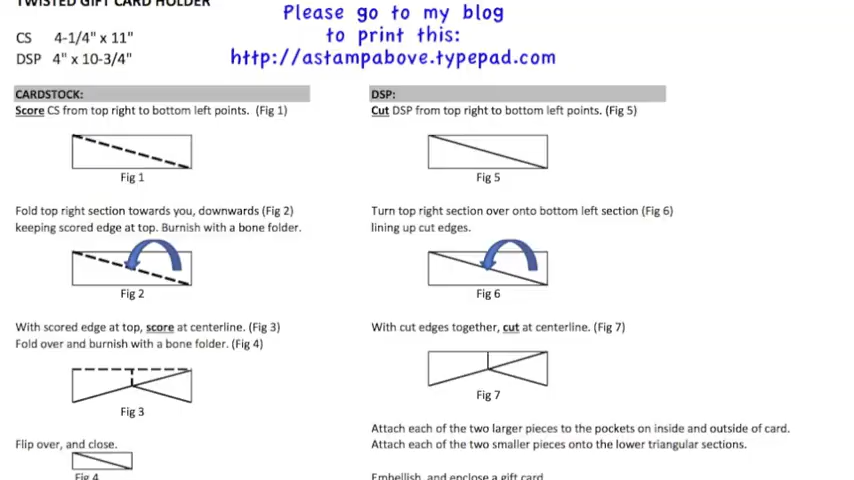 TWISTED GIFT CARD HOLDER
Please go to my blog
to print this:
http://astampabove.typepad.com
CS 4-1/4" x 11"
DSP 4" x 10-3/4"
CARDSTOCK:
Score CS from top right to bottom left points. (Fig 1)
Fig 1
Fold top right section towards you, downwards (Fig 2)
keeping scored edge at top. Burnish with a bone folder.
Fig 2
With scored edge at top, score at centerline. (Fig 3)
Fold over and burnish with a bone folder. (Fig 4)
Fig 3
Flip over, and close.
Fig 4
DSP:
Cut DSP from top right to bottom left points. (Fig 5)
Fig 5
Turn top right section over onto bottom left section (Fig 6)
lining up cut edges.
Fig 6
With cut edges together, cut at centerline. (Fig 7)
Fig 7
Attach each of the two larger pieces to the pockets on inside and outside of card.
Attach each of the two smaller pieces onto the lower triangular sections.
Embellish, and enclose a gift card